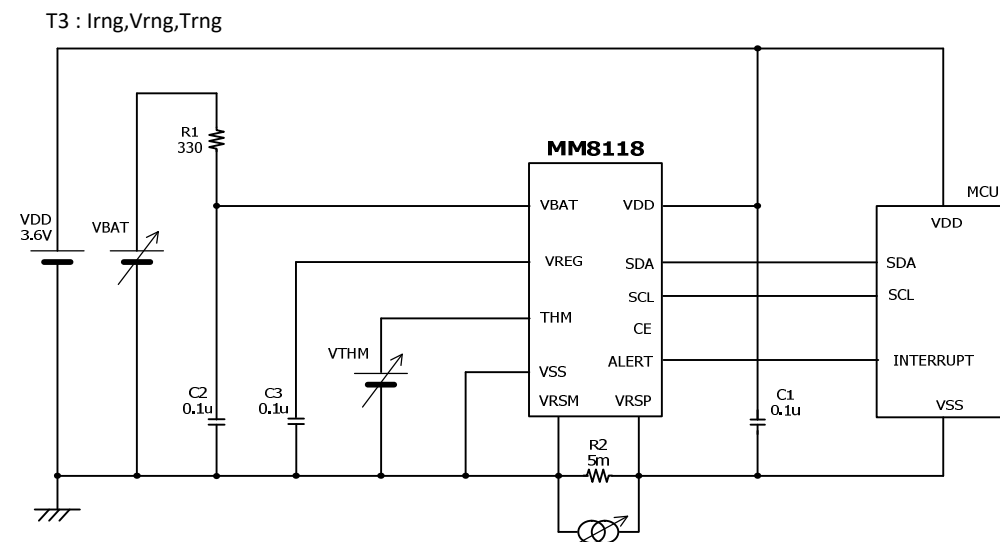 T3 : Irng,Vrng,Trng
R1
330
MM8118
MCU
VDD
3.6V
VBAT
VBAT
VDD
VDD
VREG
SDA
SDA
SCL
SCL
THM
CE
VTHM
ALERT
INTERRUPT
VSS
C2
0.1u
C3
0.1u
VRSM
VRSP
C1
0.1u
VSS
R2
5m